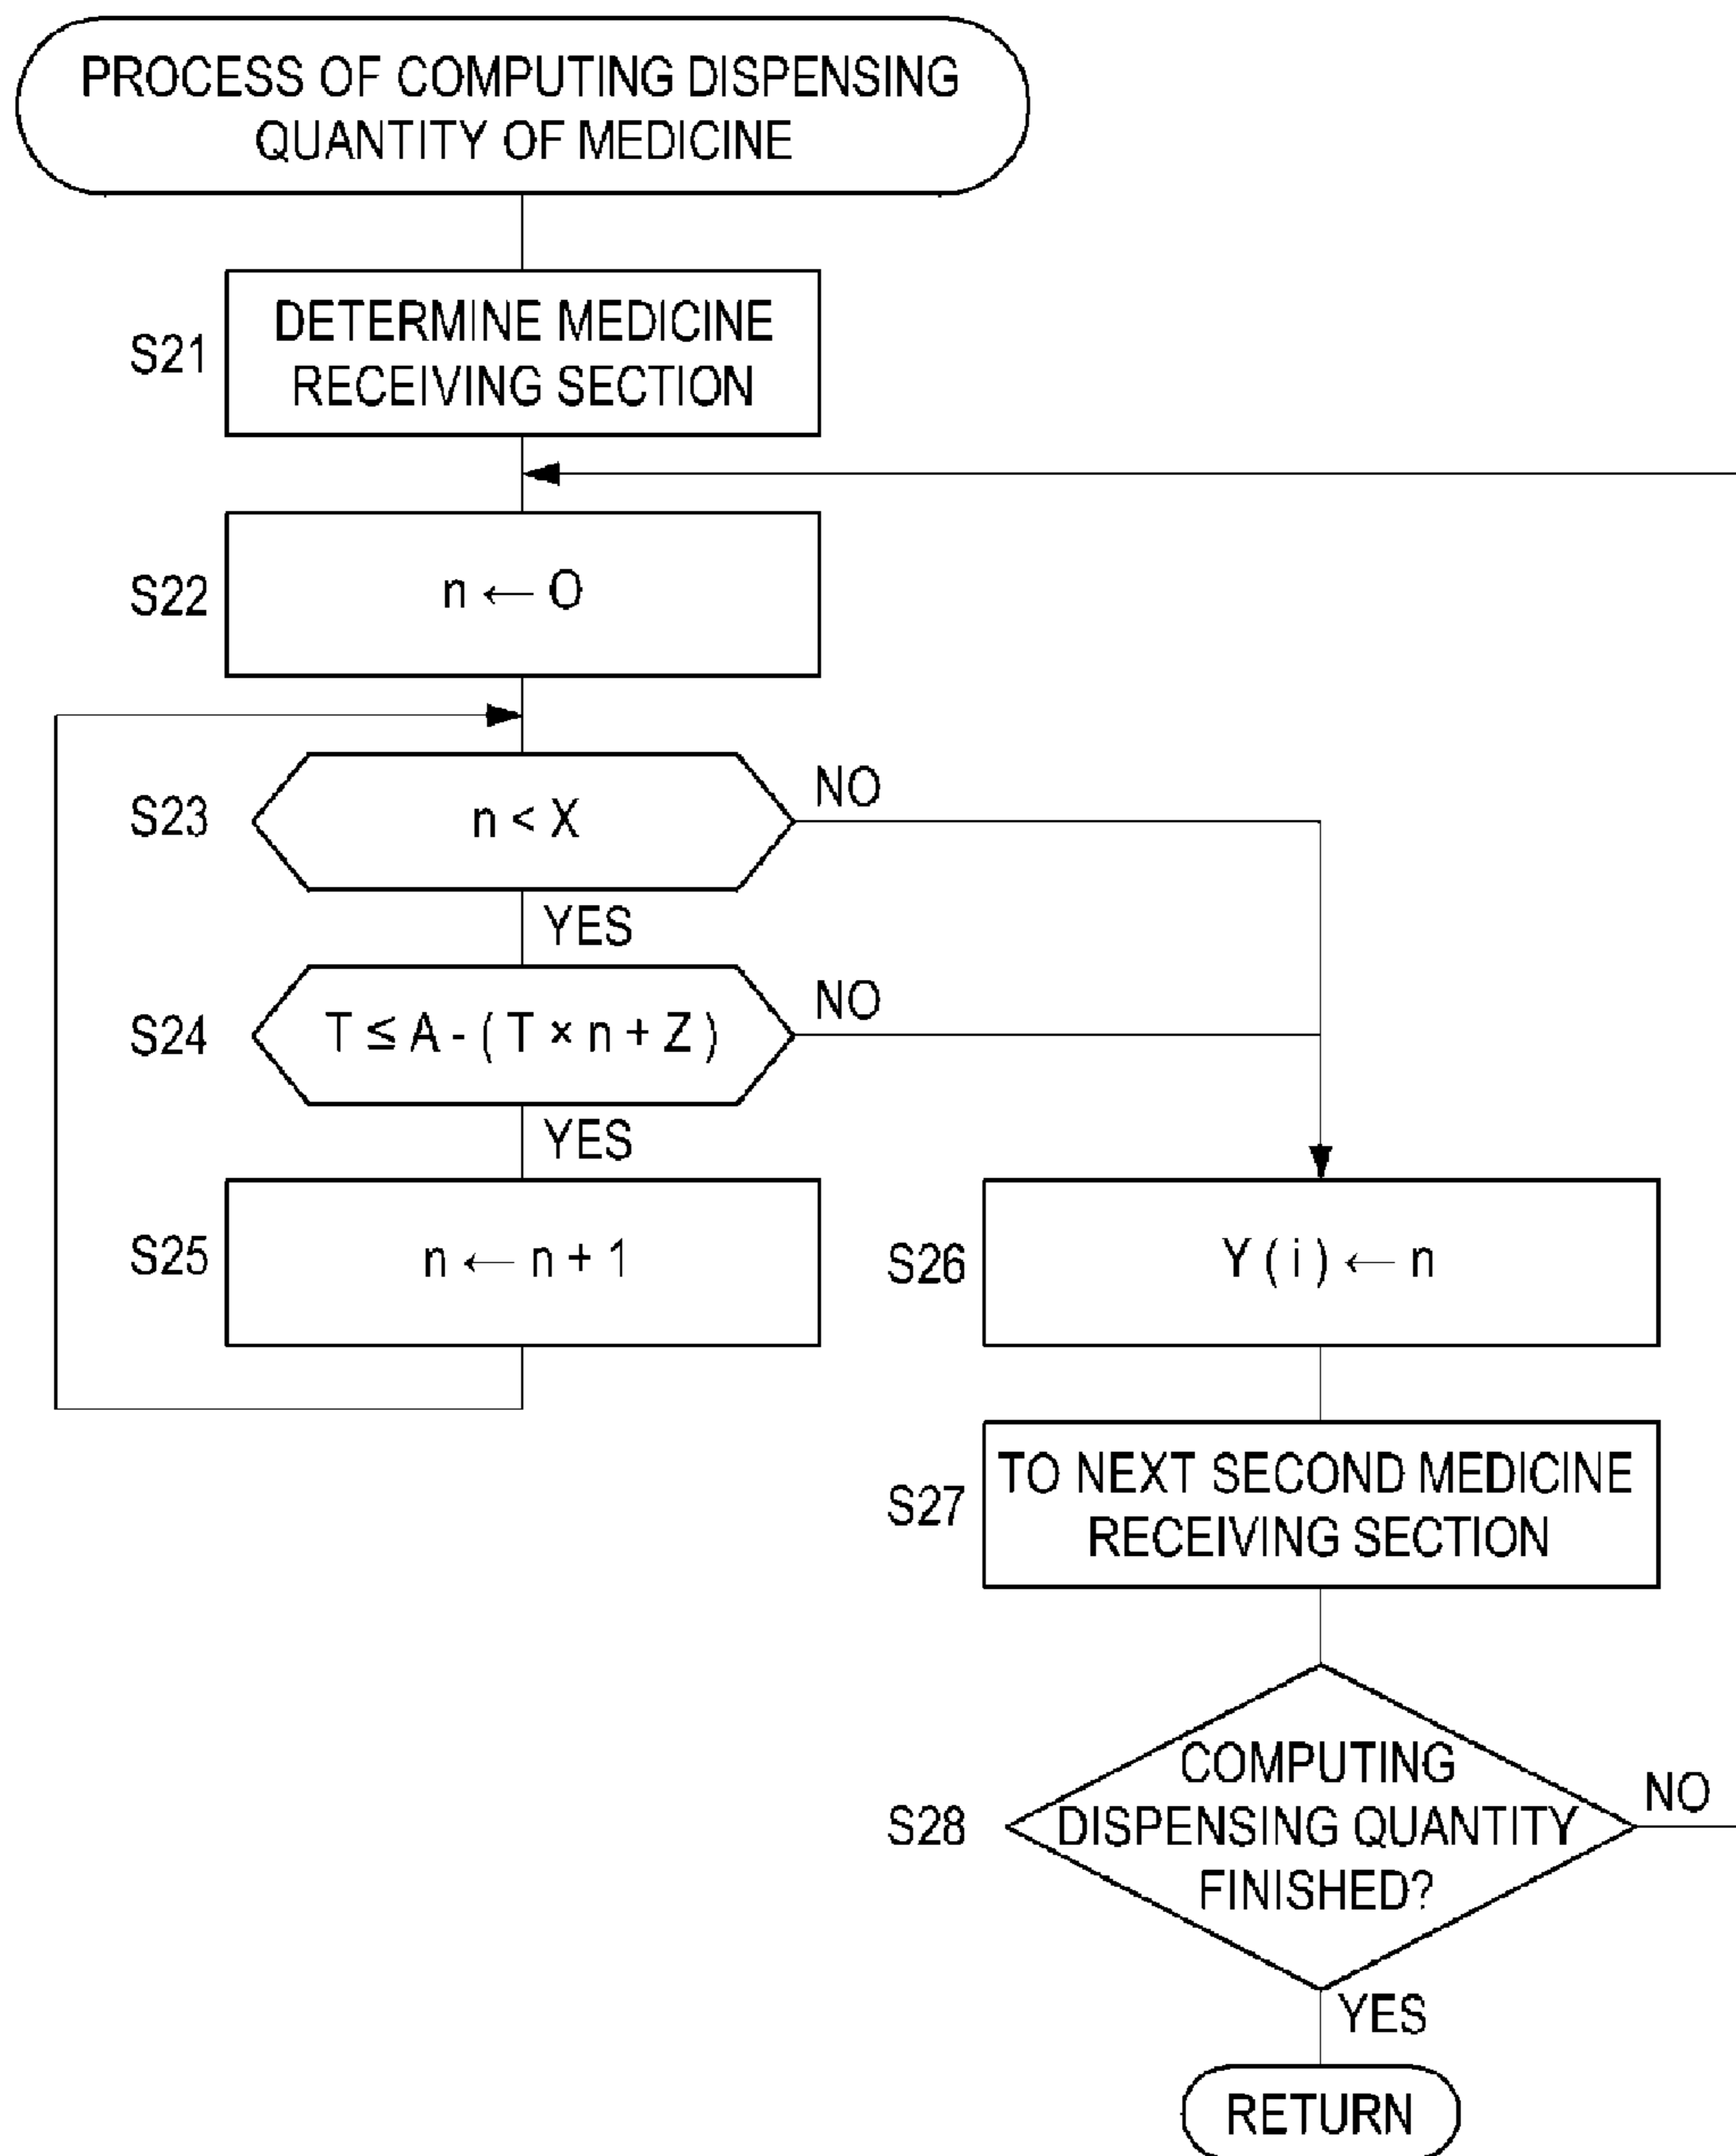 PROCESS OF COMPUTING DISPENSING
QUANTITY OF MEDICINE
S21
DETERMINE MEDICINE
RECEIVING SECTION
S22
n ← O
S23
n < X
NO
YES
S24
T ≤ A - ( T × n + Z )
NO
YES
S25
n ← n + 1
S26
Y ( i ) ← n
S27
TO NEXT SECOND MEDICINE
RECEIVING SECTION
S28
COMPUTING
DISPENSING QUANTITY
FINISHED?
NO
YES
RETURN